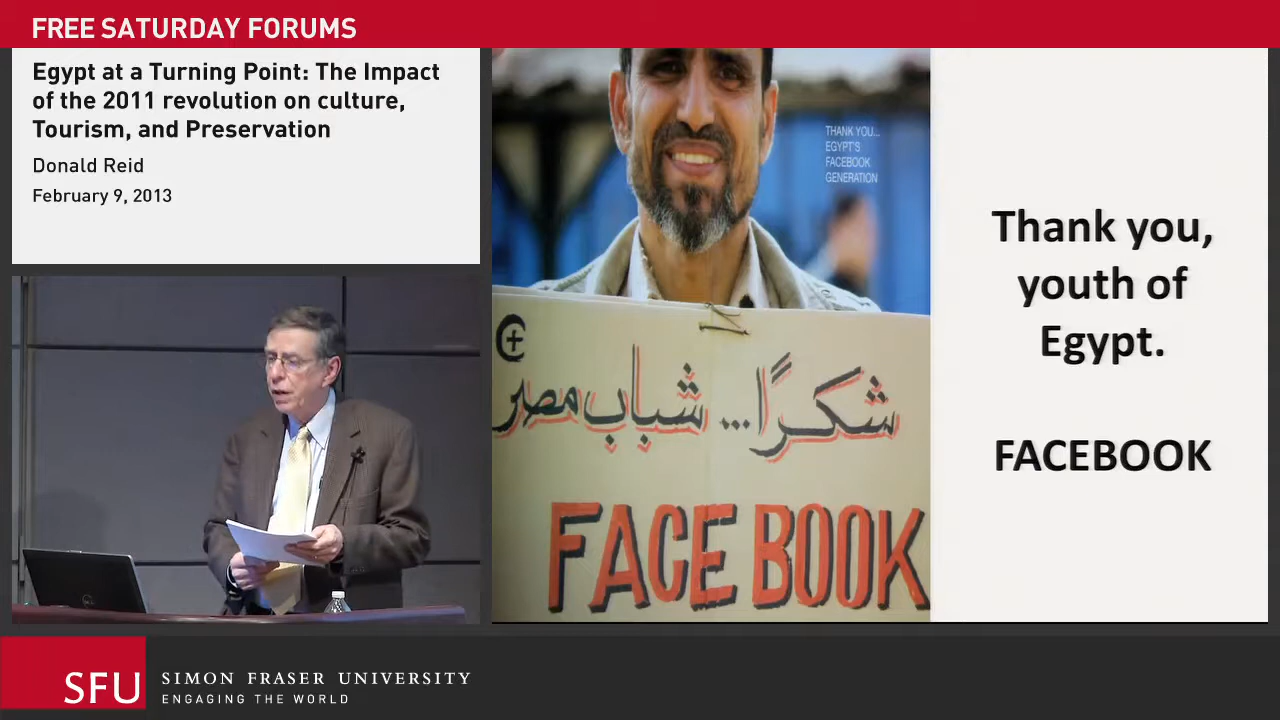 FREE SATURDAY FORUMS
Egypt at a Turning Point: The Impact
of the 2011 revolution on culture,
Tourism, and Preservation
Donald Reid
February 9, 2013
THANK YOU...
EGYPT'S
FACEBOOK
GENERATION
شكرًا... شباب مصر
FACE BOOK
Thank you,
youth of
Egypt.
FACEBOOK
SFU
SIMON FRASER UNIVERSITY
ENGAGING THE WORLD